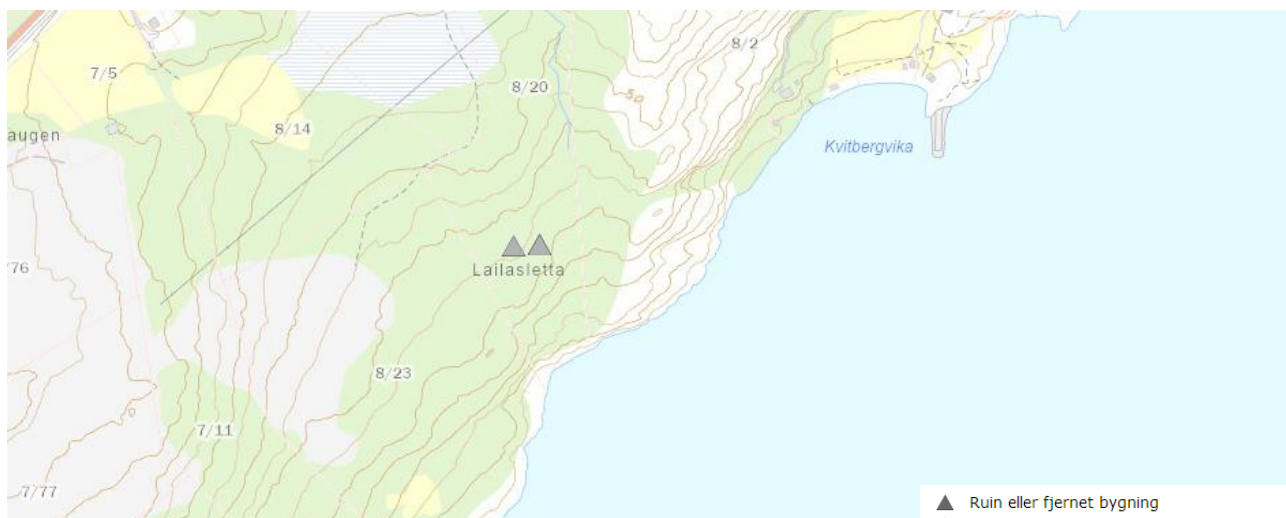 8/2
7/5
8/20
8/14
50
augen
Kvitbergvika
/76
Lailasletta
8/23
7/11
7/77
Ruin eller fjernet bygning